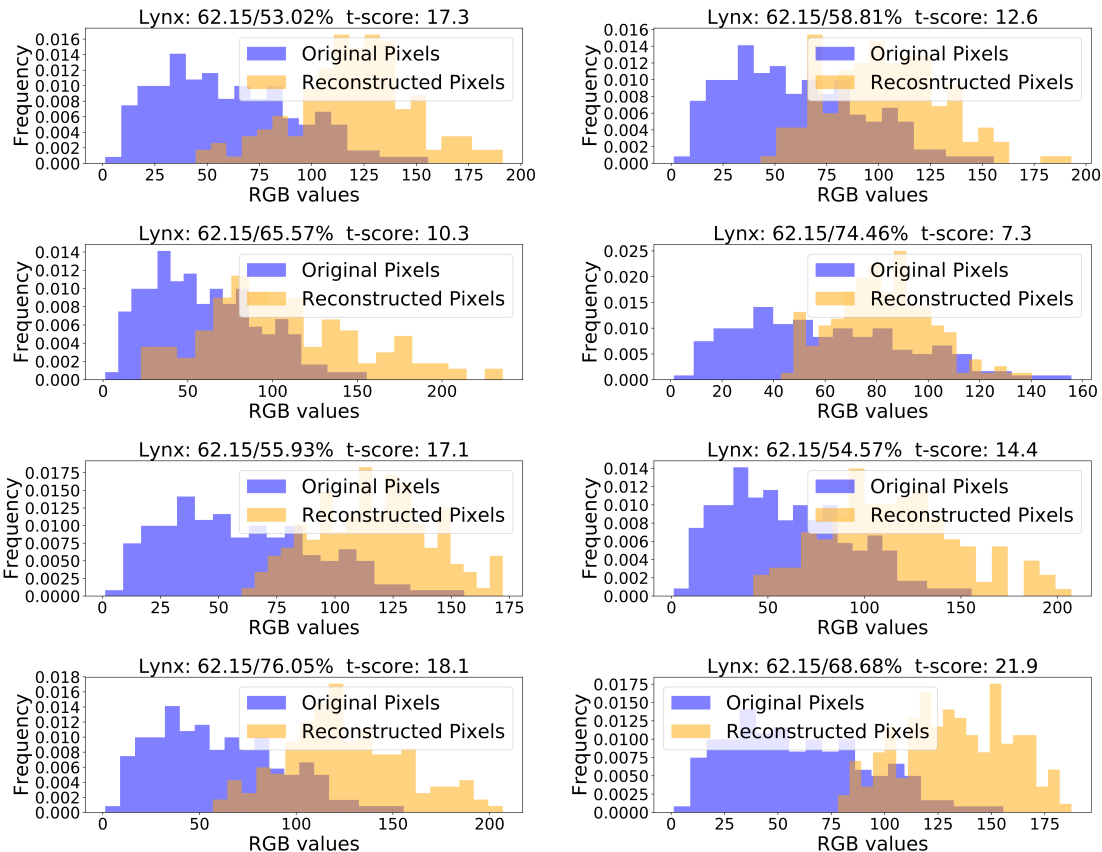 Lynx: 62.15/53.02% t-score: 17.3
Frequency
0.016
0.014
0.012
0.010
0.008
0.006
0.004
0.002
0.000
Original Pixels
Reconstructed Pixels
0 25 50 75 100 125 150 175 200
RGB values
Lynx: 62.15/58.81% t-score: 12.6
Frequency
0.016
0.014
0.012
0.010
0.008
0.006
0.004
0.002
0.000
Original Pixels
Reconstructed Pixels
0 25 50 75 100 125 150 175 200
RGB values
Lynx: 62.15/65.57% t-score: 10.3
Frequency
0.014
0.012
0.010
0.008
0.006
0.004
0.002
0.000
Original Pixels
Reconstructed Pixels
0 50 100 150 200
RGB values
Lynx: 62.15/74.46% t-score: 7.3
Frequency
0.025
0.020
0.015
0.010
0.005
0.000
Original Pixels
Reconstructed Pixels
0 20 40 60 80 100 120 140 160
RGB values
Lynx: 62.15/55.93% t-score: 17.1
Frequency
0.0175
0.0150
0.0125
0.0100
0.0075
0.0050
0.0025
0.0000
Original Pixels
Reconstructed Pixels
0 25 50 75 100 125 150 175
RGB values
Lynx: 62.15/54.57% t-score: 14.4
Frequency
0.014
0.012
0.010
0.008
0.006
0.004
0.002
0.000
Original Pixels
Reconstructed Pixels
0 50 100 150 200
RGB values
Lynx: 62.15/76.05% t-score: 18.1
Frequency
0.018
0.016
0.014
0.012
0.010
0.008
0.006
0.004
0.002
0.000
Original Pixels
Reconstructed Pixels
0 50 100 150 200
RGB values
Lynx: 62.15/68.68% t-score: 21.9
Frequency
0.0175
0.0150
0.0125
0.0100
0.0075
0.0050
0.0025
0.0000
Original Pixels
Reconstructed Pixels
0 25 50 75 100 125 150 175
RGB values